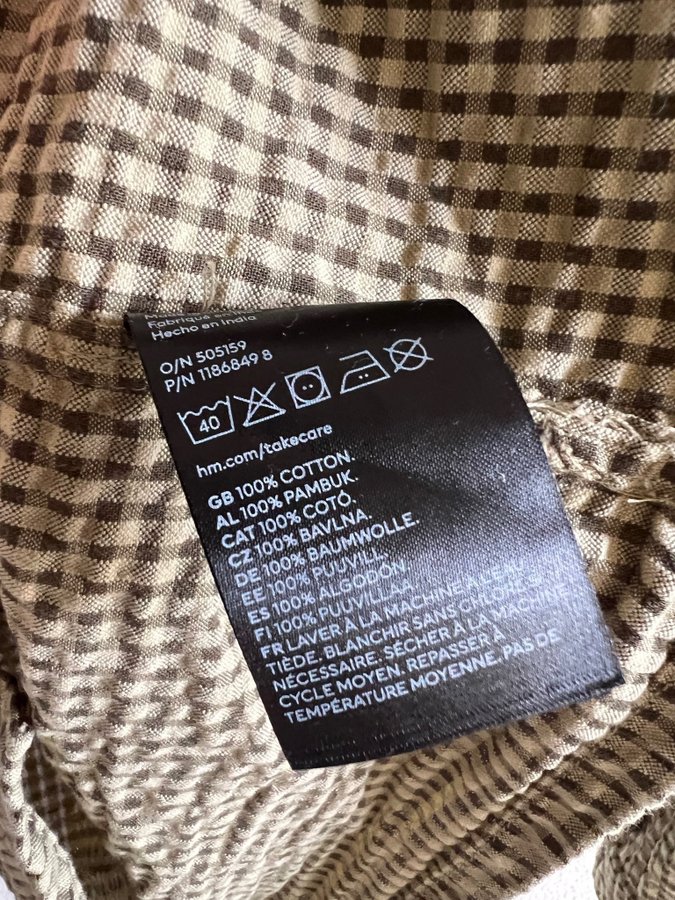 Fabriqué en
Hecho en India
O/N 505159
P/N 1186849 8
40
hm.com/takecare
GB 100% COTTON.
AL 100% PAMBUK.
CAT 100% COTÓ.
CZ 100% BAVLNA.
DE 100% BAUMWOLLE.
EE 100% PUUVILL.
ES 100% ALGODÓN.
FI 100% PUUVILLAA
FR LAVER À LA MACHINE À L'EAU
TIÈDE. BLANCHIR SANS CHLORE SI
NÉCESSAIRE. SÉCHER À LA MACHINE
CYCLE MOYEN. REPASSER À
TEMPÉRATURE MOYENNE. PAS DE